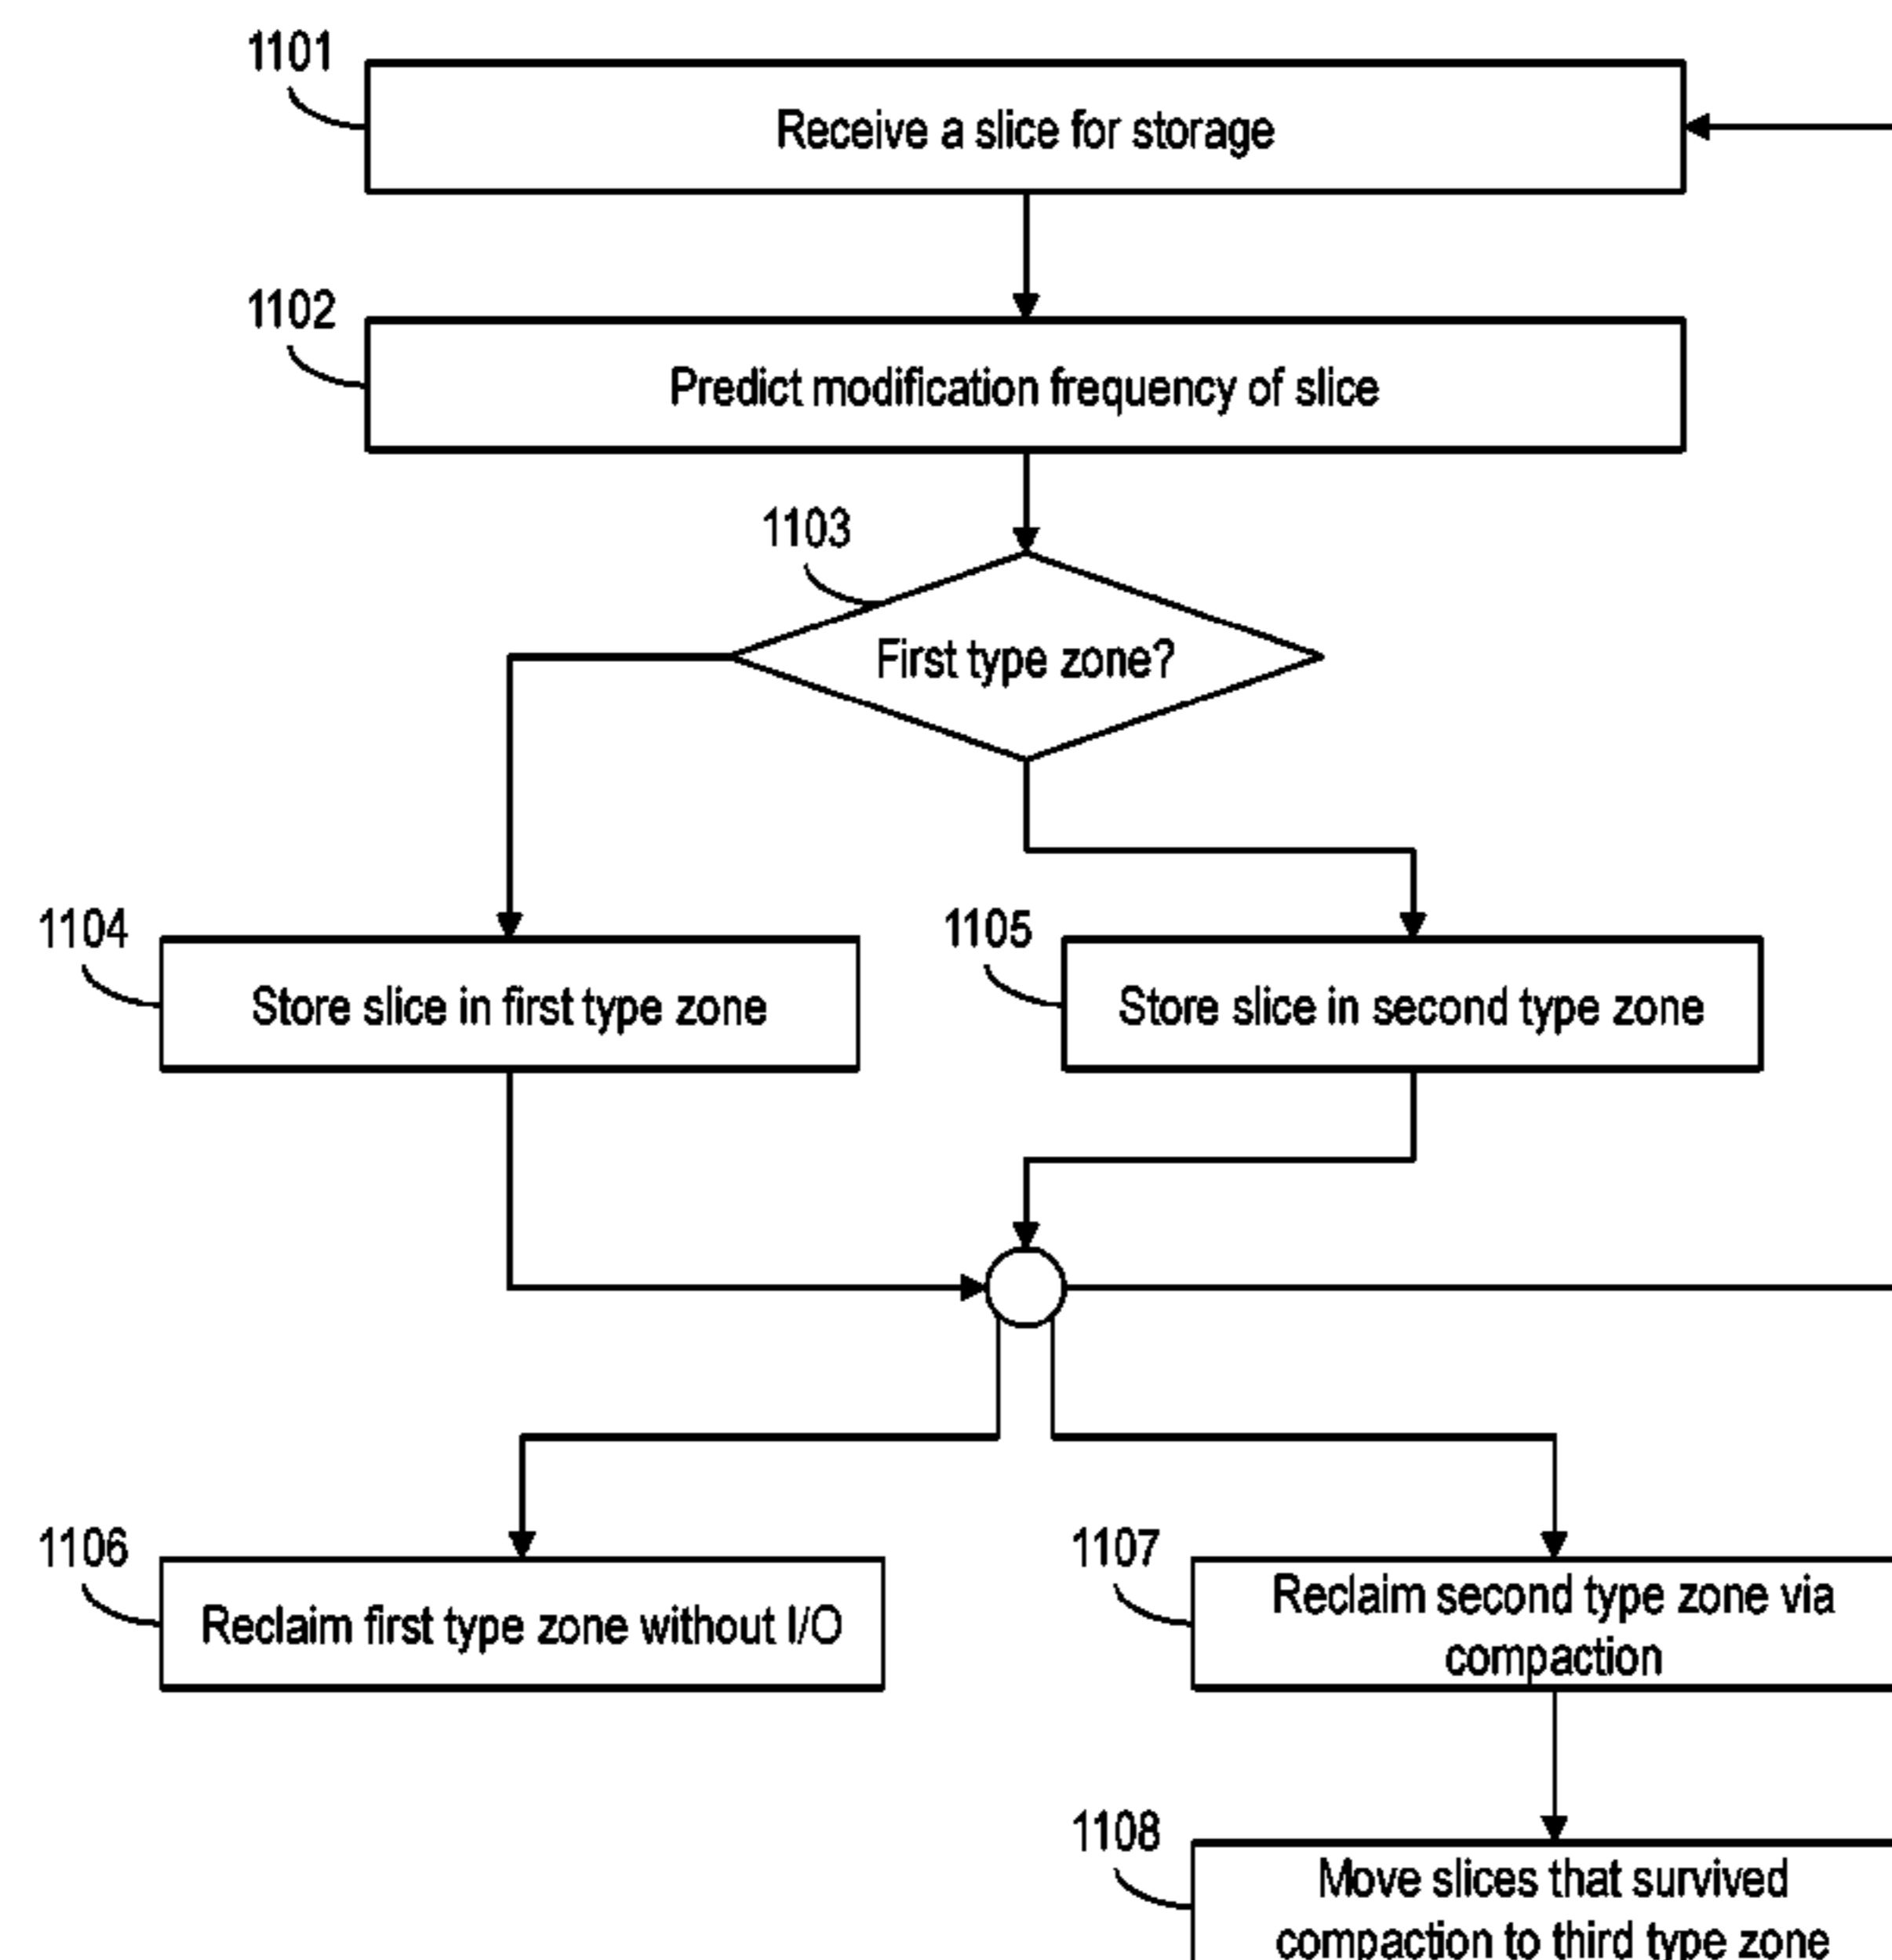 1101
Receive a slice for storage
1102
Predict modification frequency of slice
1103
First type zone?
1104
Store slice in first type zone
1105
Store slice in second type zone
1106
Reclaim first type zone without I/O
1107
Reclaim second type zone via
compaction
1108
Move slices that survived
compaction to third type zone